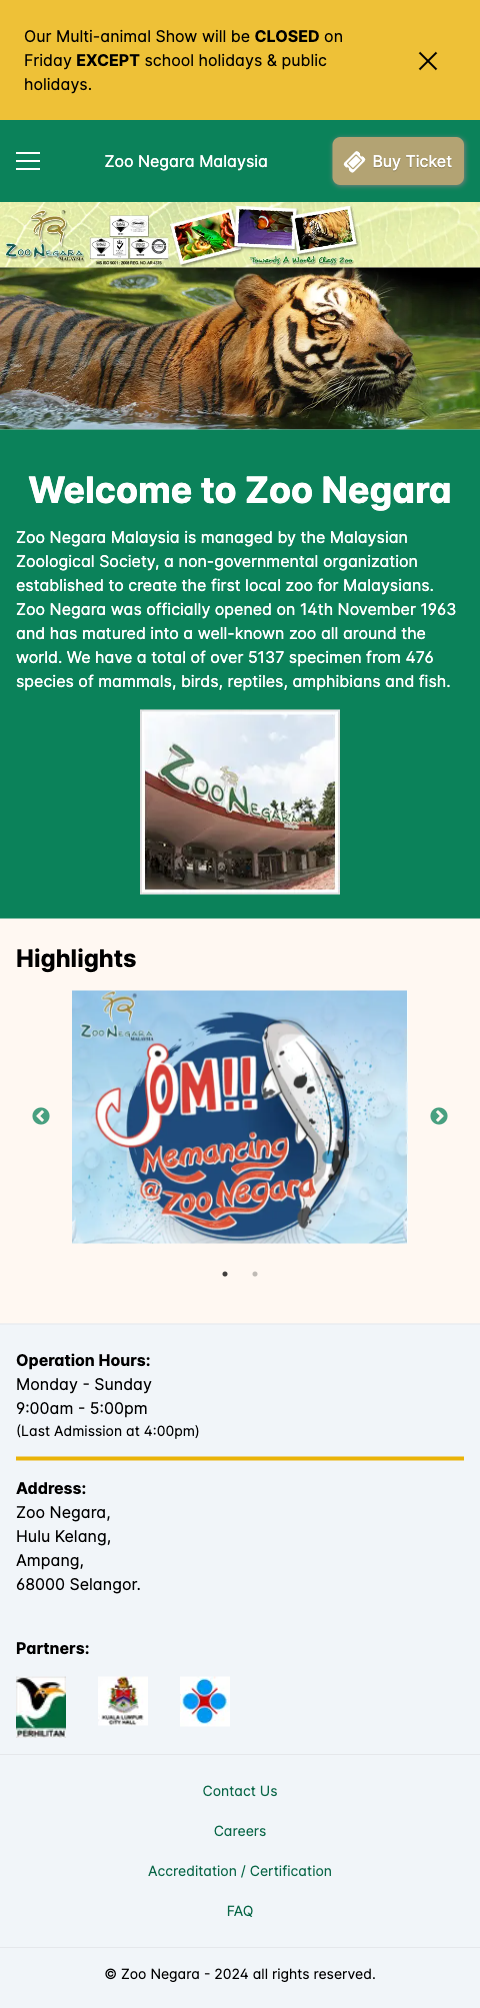 Our Multi-animal Show will be CLOSED on
Friday EXCEPT school holidays & public
holidays.
Zoo Negara Malaysia
Buy Ticket
ZOO NEGARA
MALAYSIA
Towards A World Class Zoo
Welcome to Zoo Negara
Zoo Negara Malaysia is managed by the Malaysian
Zoological Society, a non-governmental organization
established to create the first local zoo for Malaysians.
Zoo Negara was officially opened on 14th November 1963
and has matured into a well-known zoo all around the
world. We have a total of over 5137 specimen from 476
species of mammals, birds, reptiles, amphibians and fish.
ZOO NEGARA
Highlights
ZOO NEGARA
MALAYSIA
JOM!!
Memancing
@ Zoo Negara
Operation Hours:
Monday - Sunday
9:00am - 5:00pm
(Last Admission at 4:00pm)
Address:
Zoo Negara,
Hulu Kelang,
Ampang,
68000 Selangor.
Partners:
PERHILITAN
KUALA LUMPUR
CITY HALL
Contact Us
Careers
Accreditation / Certification
FAQ
© Zoo Negara - 2024 all rights reserved.